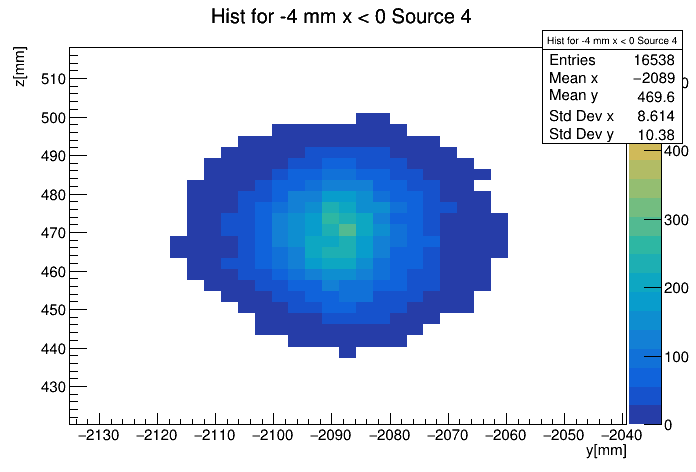 Hist for -4 mm x < 0 Source 4
Hist for -4 mm x < 0 Source 4
Entries 16538
Mean x −2089
Mean y 469.6
Std Dev x 8.614
Std Dev y 10.38
z[mm]
510
500
490
480
470
460
450
440
430
400
300
200
100
0
−2130 −2120 −2110 −2100 −2090 −2080 −2070 −2060 −2050 −2040
y[mm]